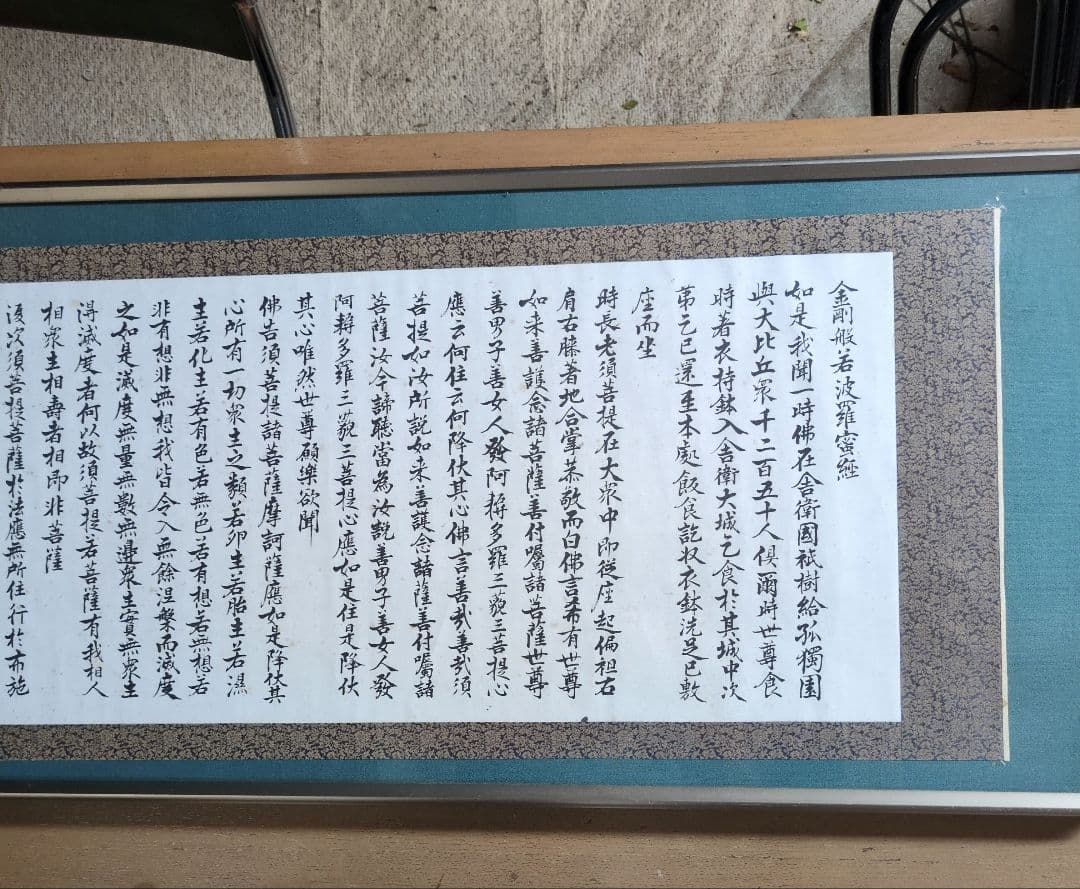 金剛般若波羅蜜經
如是我聞一時佛在舍衛國祇樹給孤獨園
與大比丘眾千二百五十人俱爾時世尊食
時著衣持鉢入舍衛大城乞食於其城中次
第乞已還至本處飯食訖收衣鉢洗足已敷
座而坐
時長老須菩提在大眾中即從座起偏袒右
肩右膝著地合掌恭敬而白佛言希有世尊
如来善護念諸菩薩善付囑諸菩薩世尊
善男子善女人發阿耨多羅三藐三菩提心
應云何住云何降伏其心佛言善哉善哉須
菩提如汝所說如来善護念諸薩善付囑諸
菩薩汝今諦聽當為汝說善男子善女人發
阿耨多羅三藐三菩提心應如是住是降伏
其心唯然世尊願樂欲聞
佛告須菩提諸菩薩摩訶薩應如是降伏其
心所有一切眾生之類若卵生若胎生若濕
生若化生若有色若無色若有想若無想若
非有想非無想我皆令入無餘涅槃而滅度
之如是滅度無量無數無邊眾生實無眾生
得滅度者何以故須菩提若菩薩有我相人
相眾生相壽者相即非菩薩
復次須菩提菩薩於法應無所住行於布施